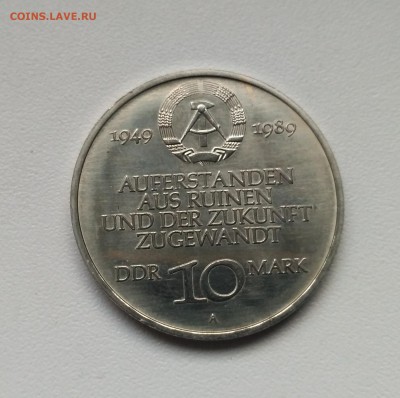 COINS.LAVE.RU
1949 1989
AUFERSTANDEN
AUS RUINEN
UND DER ZUKUNFT
ZUGEWANDT
DDR 10 MARK
A